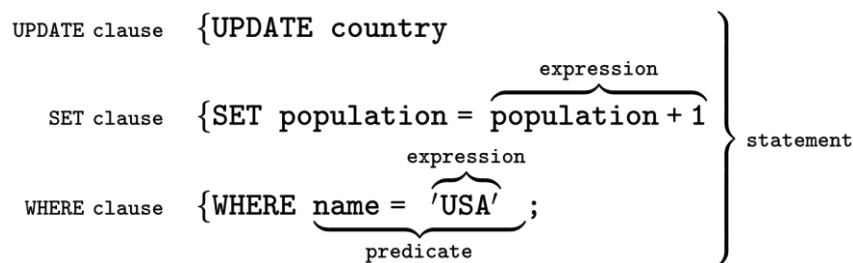 UPDATE clause {UPDATE country
expression
SET clause {SET population = population + 1
statement
expression
WHERE clause {WHERE name = 'USA' ;
predicate